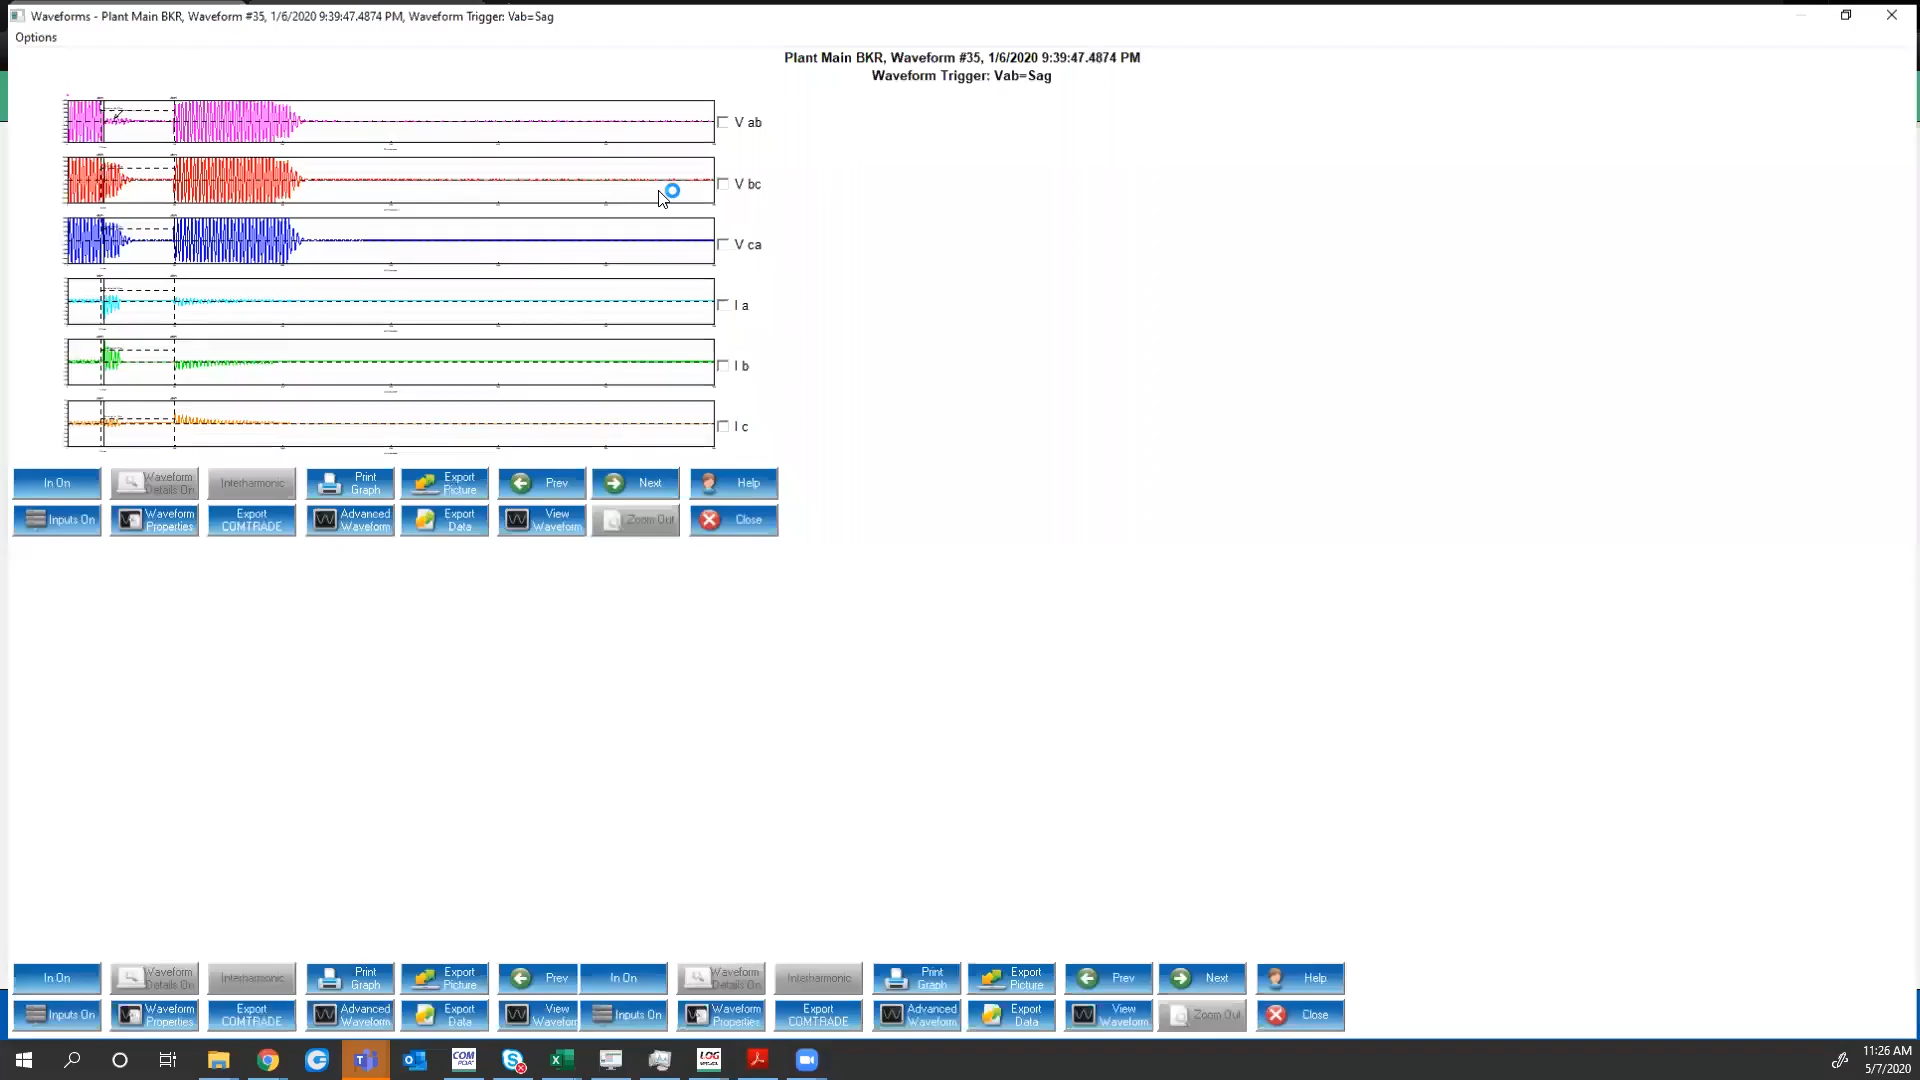 Waveforms - Plant Main BKR, Waveform #35, 1/6/2020 9:39:47.4874 PM, Waveform Trigger: Vab=Sag
Options
Plant Main BKR, Waveform #35, 1/6/2020 9:39:47.4874 PM
Waveform Trigger: Vab=Sag
V ab
V bc
V ca
I a
I b
I c
In On
Waveform Details On
Interharmonic
Print Graph
Export Picture
Prev
Next
Help
Inputs On
Waveform Properties
Export COMTRADE
Advanced Waveform
Export Data
View Waveform
Zoom Out
Close
In On
Waveform Details On
Interharmonic
Print Graph
Export Picture
Prev
In On
Waveform Details On
Interharmonic
Print Graph
Export Picture
Prev
Next
Help
Inputs On
Waveform Properties
Export COMTRADE
Advanced Waveform
Export Data
View Wavefor
Inputs On
Waveform Properties
Export COMTRADE
Advanced Waveform
Export Data
View Waveform
Zoom Out
Close
COM
LOG
11:26 AM
5/7/2020